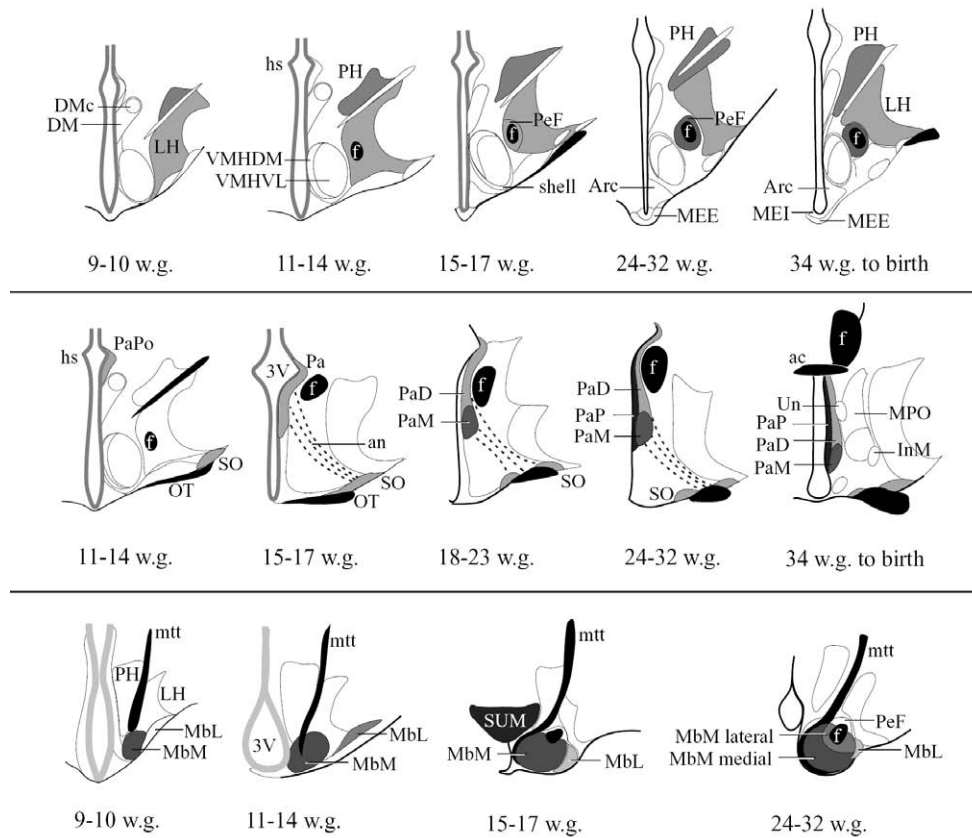 DMc
DM
LH
9-10 w.g.
hs
PH
VMHDM
VMHVL
f
11-14 w.g.
PeF
f
shell
15-17 w.g.
PH
PeF
f
Arc
MEE
24-32 w.g.
PH
LH
f
Arc
MEI
MEE
34 w.g. to birth
hs
PaPo
f
SO
OT
11-14 w.g.
3V
Pa
f
an
SO
OT
15-17 w.g.
PaD
f
PaM
SO
18-23 w.g.
PaD
f
PaP
PaM
SO
24-32 w.g.
ac
f
Un
PaP
MPO
PaD
InM
PaM
34 w.g. to birth
mtt
PH
LH
MbL
MbM
9-10 w.g.
mtt
3V
MbL
MbM
11-14 w.g.
mtt
SUM
MbM
MbL
15-17 w.g.
mtt
PeF
MbM lateral
f
MbM medial
MbL
24-32 w.g.